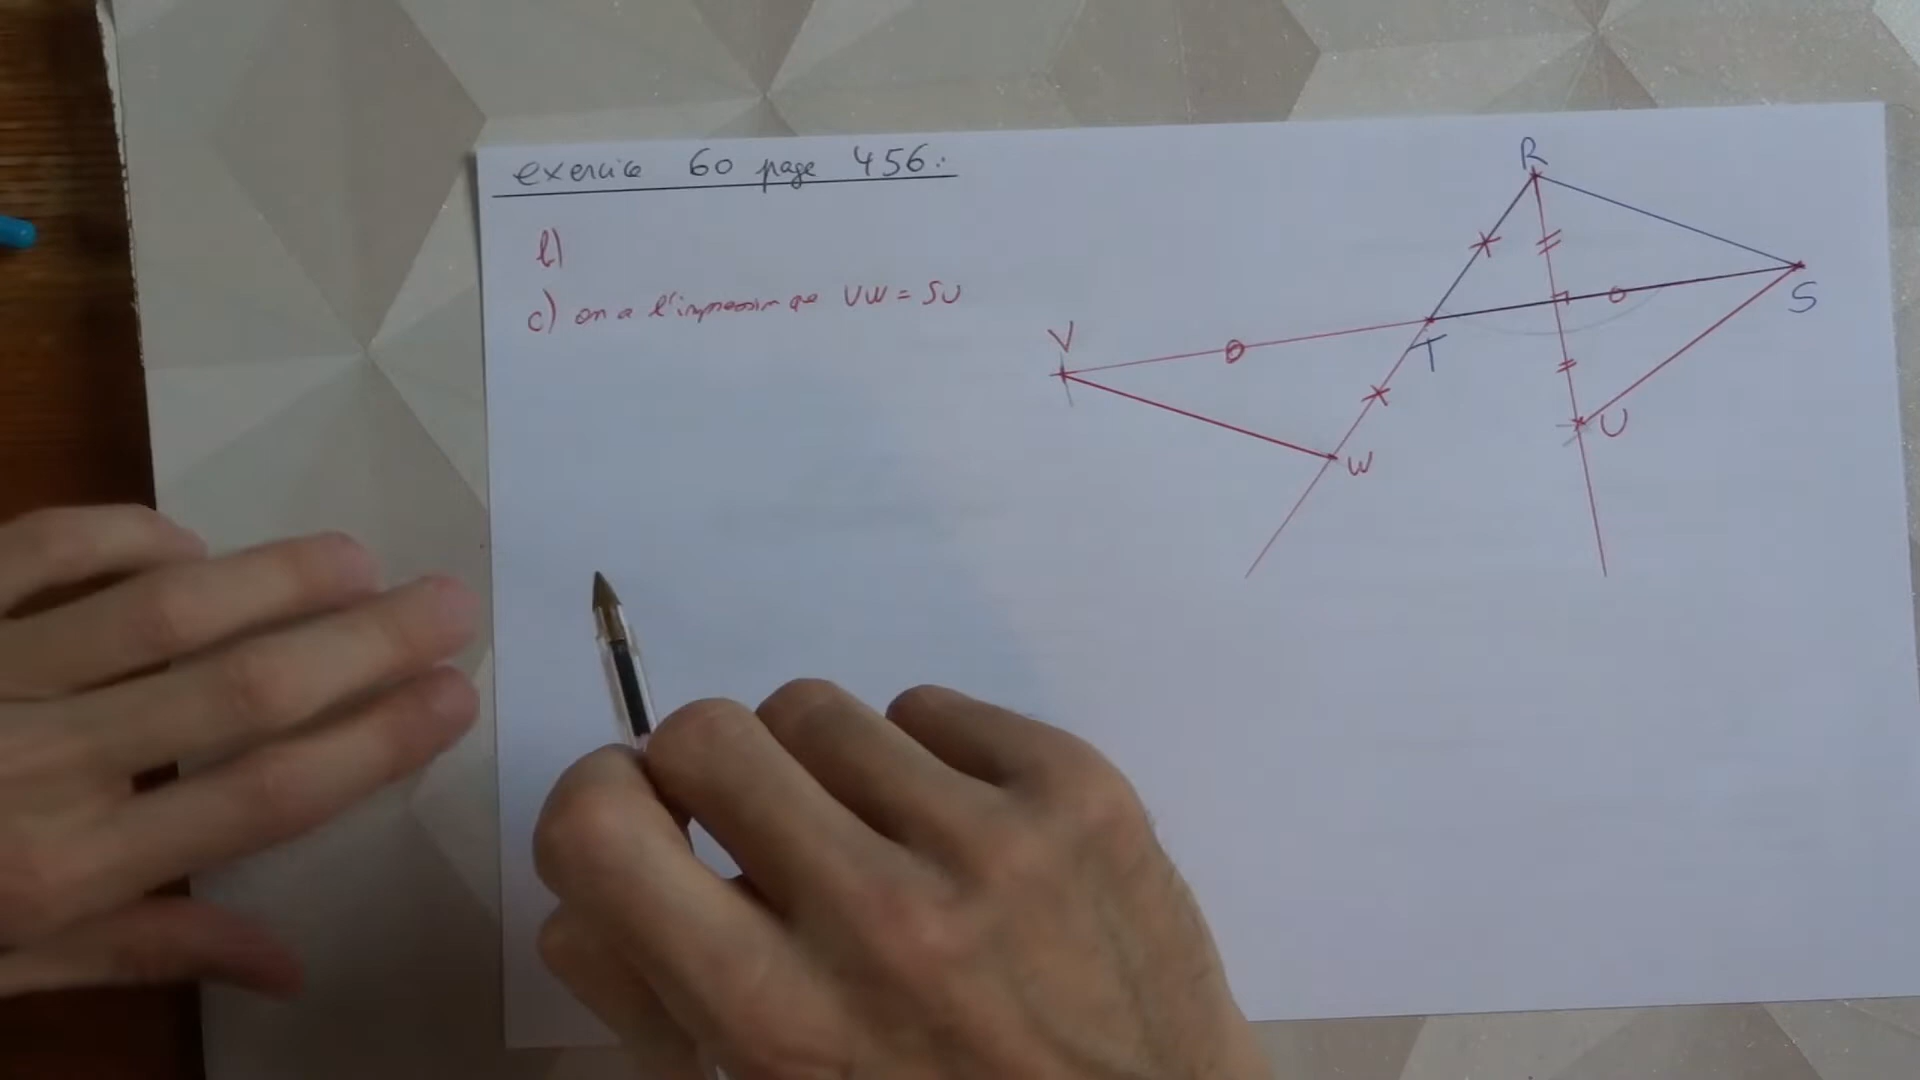 exercice 60 page 456:
b)
c) on a l'impression que VW = SU
R
S
V
T
U
W